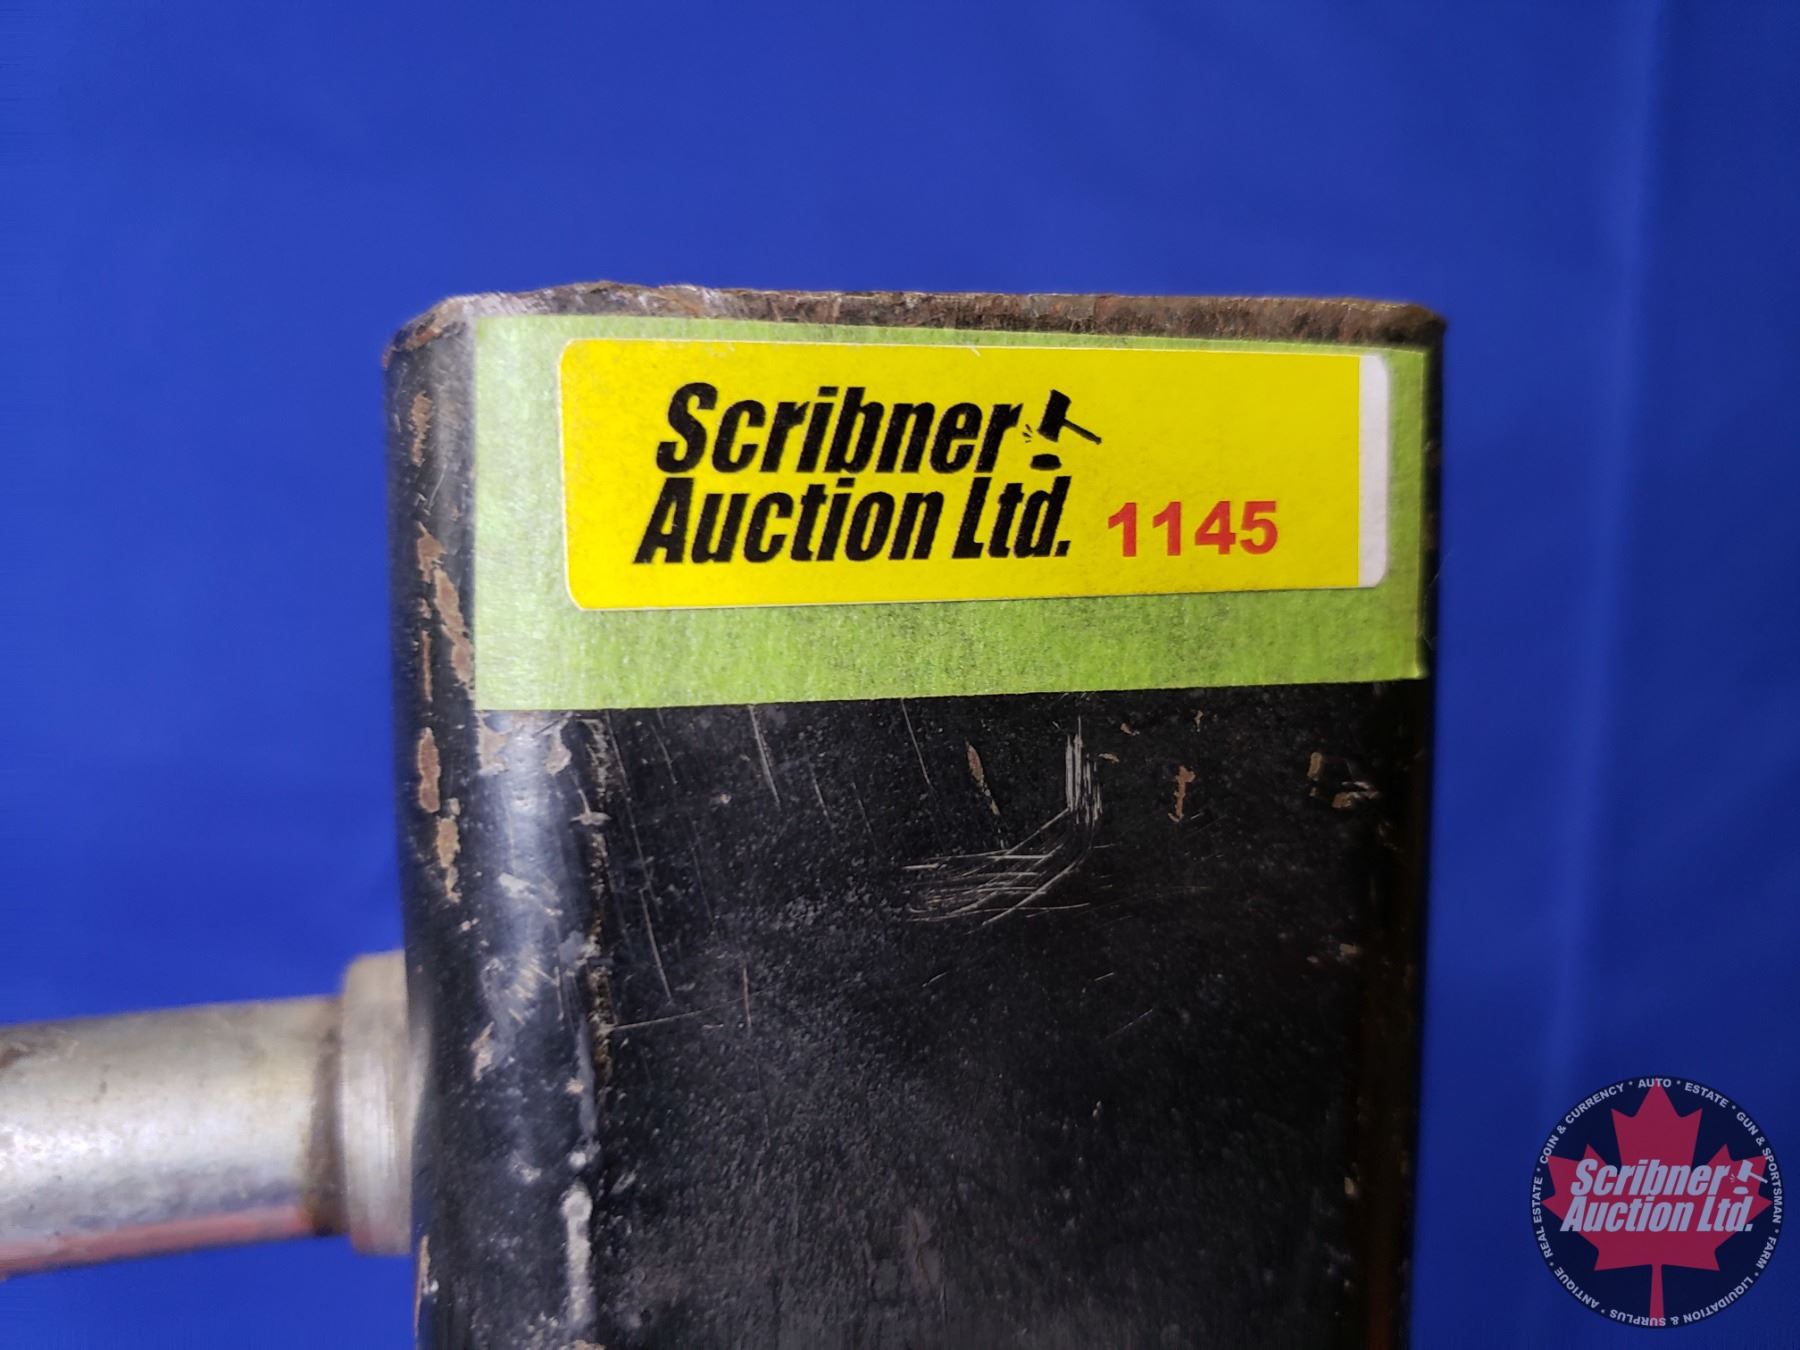 Scribner
Auction Ltd. 1145
COIN & CURRENCY • AUTO • ESTATE • GUN & SPORTSMAN • FARM • LIQUIDATION & SURPLUS • ANTIQUE • REAL ESTATE •
Scribner
Auction Ltd.